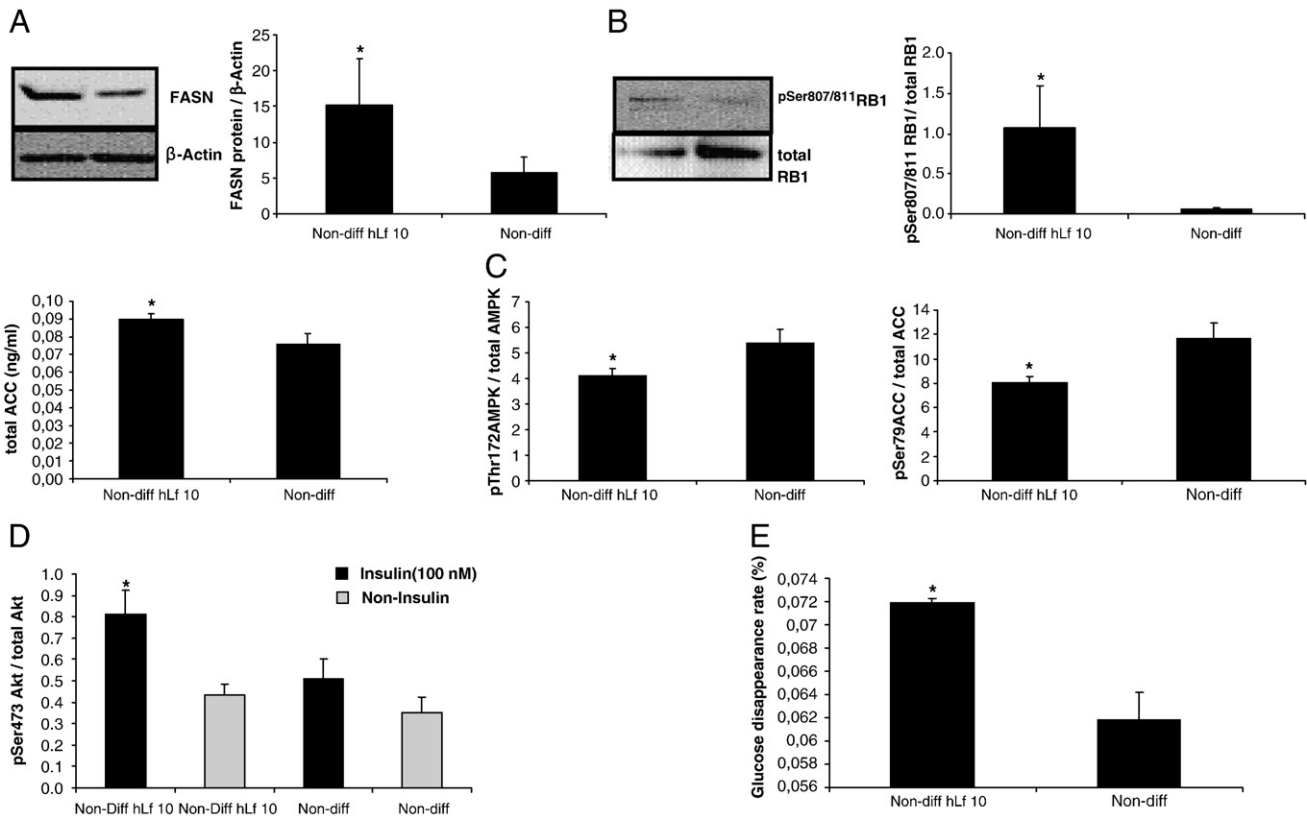 A
FASN
β-Actin
FASN protein / β-Actin
25
20
15
10
5
0
*
Non-diff hLf 10
Non-diff
B
pSer807/811RB1
total
RB1
pSer807/811 RB1/ total RB1
2.0
1.5
1.0
0.5
0.0
*
Non-diff hLf 10
Non-diff
total ACC (ng/ml)
0,10
0,09
0,08
0,07
0,06
0,05
0,04
0,03
0,02
0,01
0,00
*
Non-diff hLf 10
Non-diff
C
pThr172AMPK / total AMPK
7
6
5
4
3
2
1
0
*
Non-diff hLf 10
Non-diff
pSer79ACC / total ACC
14
12
10
8
6
4
2
0
*
Non-diff hLf 10
Non-diff
D
pSer473 Akt / total Akt
1.0
0.9
0.8
0.7
0.6
0.5
0.4
0.3
0.2
0.1
0.0
*
Insulin(100 nM)
Non-Insulin
Non-Diff hLf 10
Non-Diff hLf 10
Non-diff
Non-diff
E
Glucose disappearance rate (%)
0,074
0,072
0,07
0,068
0,066
0,064
0,062
0,06
0,058
0,056
*
Non-diff hLf 10
Non-diff